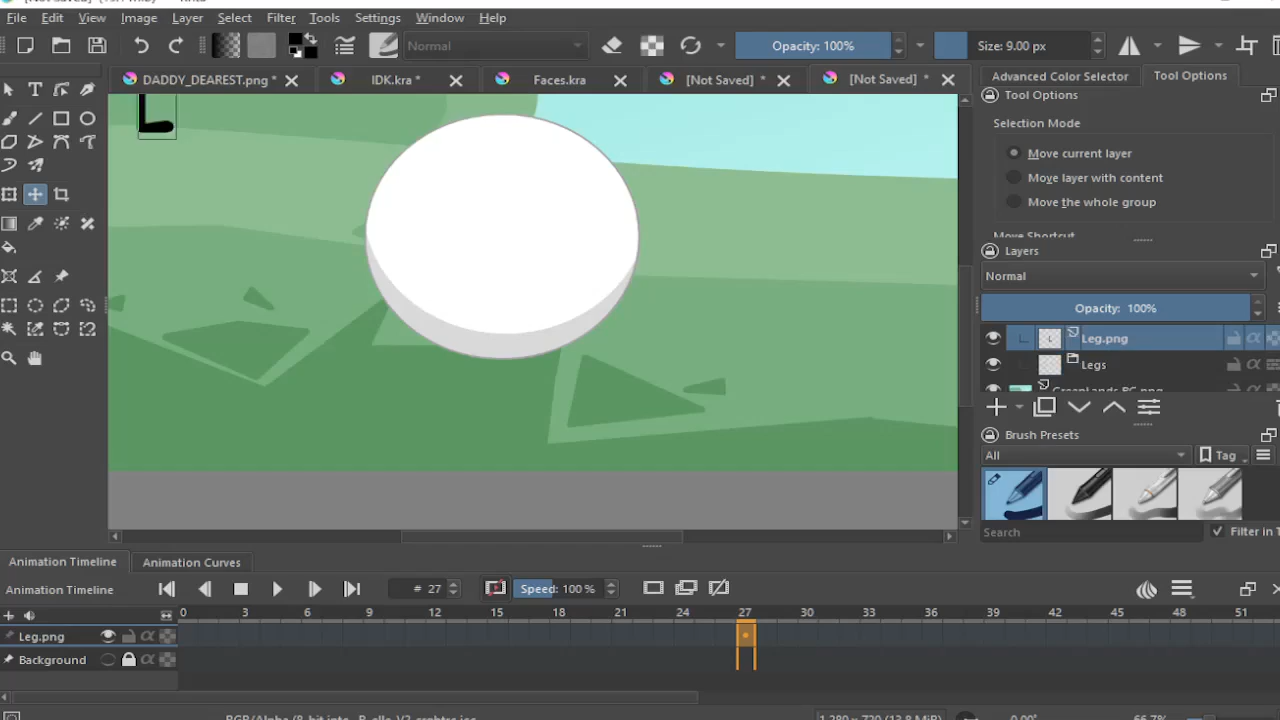 File Edit View Image Layer Select Filter Tools Settings Window Help
Normal Opacity: 100% Size: 9.00 px
DADDY_DEAREST.png * IDK.kra * Faces.kra [Not Saved] * [Not Saved] *
Advanced Color Selector Tool Options
Tool Options
Selection Mode
Move current layer
Move layer with content
Move the whole group
Move Shortcut
Layers
Normal
Opacity: 100%
Leg.png
Legs
Brush Presets
All Tag
Search Filter in T
Animation Timeline Animation Curves
Animation Timeline # 27 Speed: 100 %
0 3 6 9 12 15 18 21 24 27 30 33 36 39 42 45 48 51
Leg.png
Background
66.7%